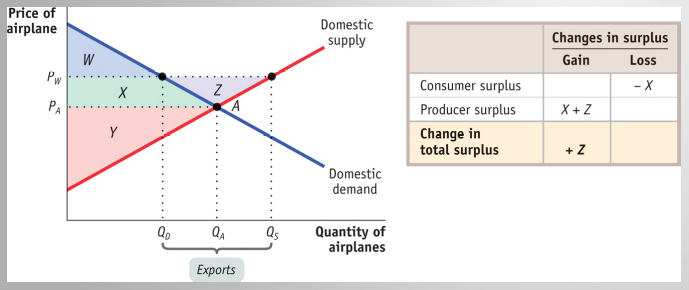 Price of
airplane
Domestic
supply
W
P_W
X
Z
P_A
A
Y
Domestic
demand
Q_D
Q_A
Q_S
Quantity of
airplanes
Exports
Changes in surplus
Gain Loss
Consumer surplus – X
Producer surplus X + Z
Change in
total surplus + Z